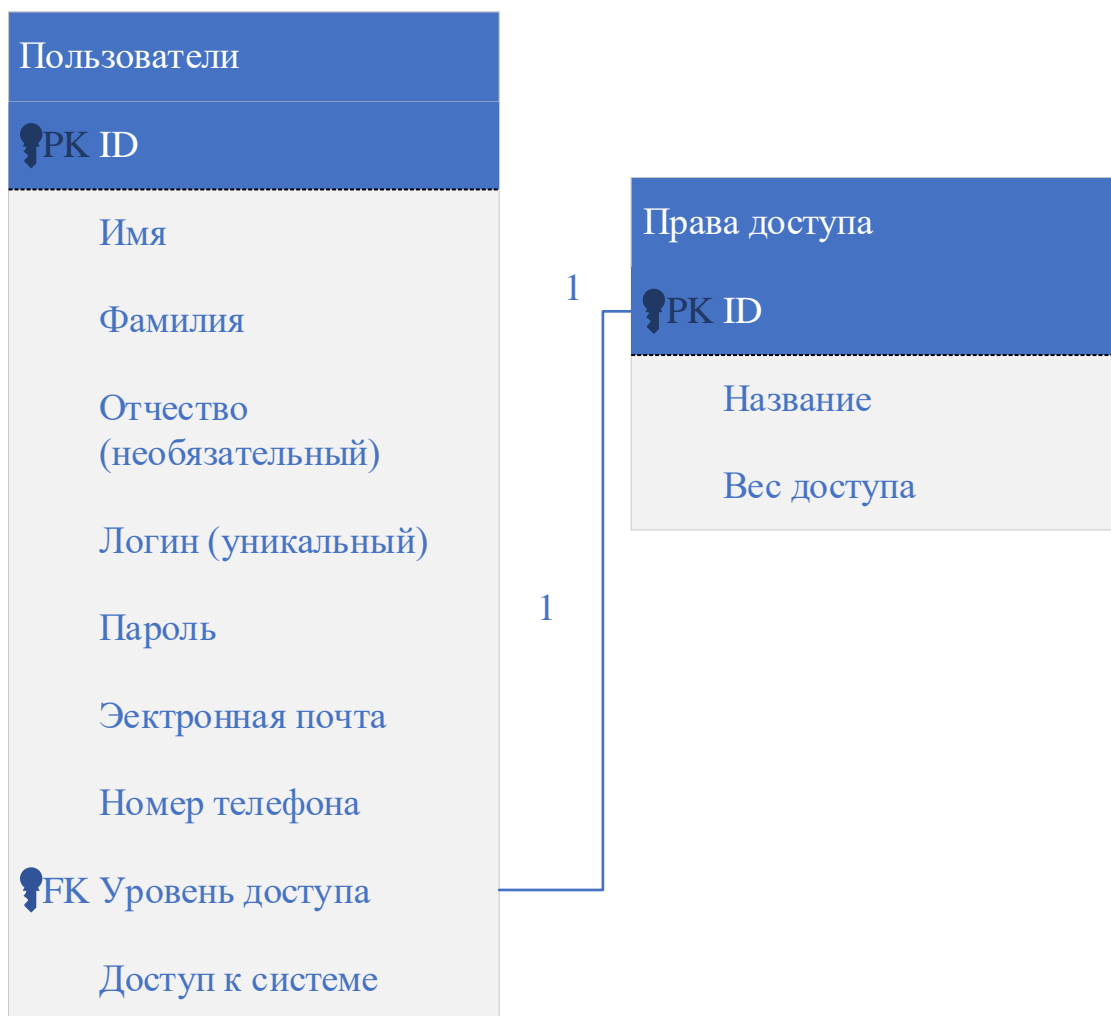 Пользователи
PK ID
Имя
Фамилия
Отчество
(необязательный)
Логин (уникальный)
Пароль
Эектронная почта
Номер телефона
FK Уровень доступа
Доступ к системе
1
1
Права доступа
PK ID
Название
Вес доступа